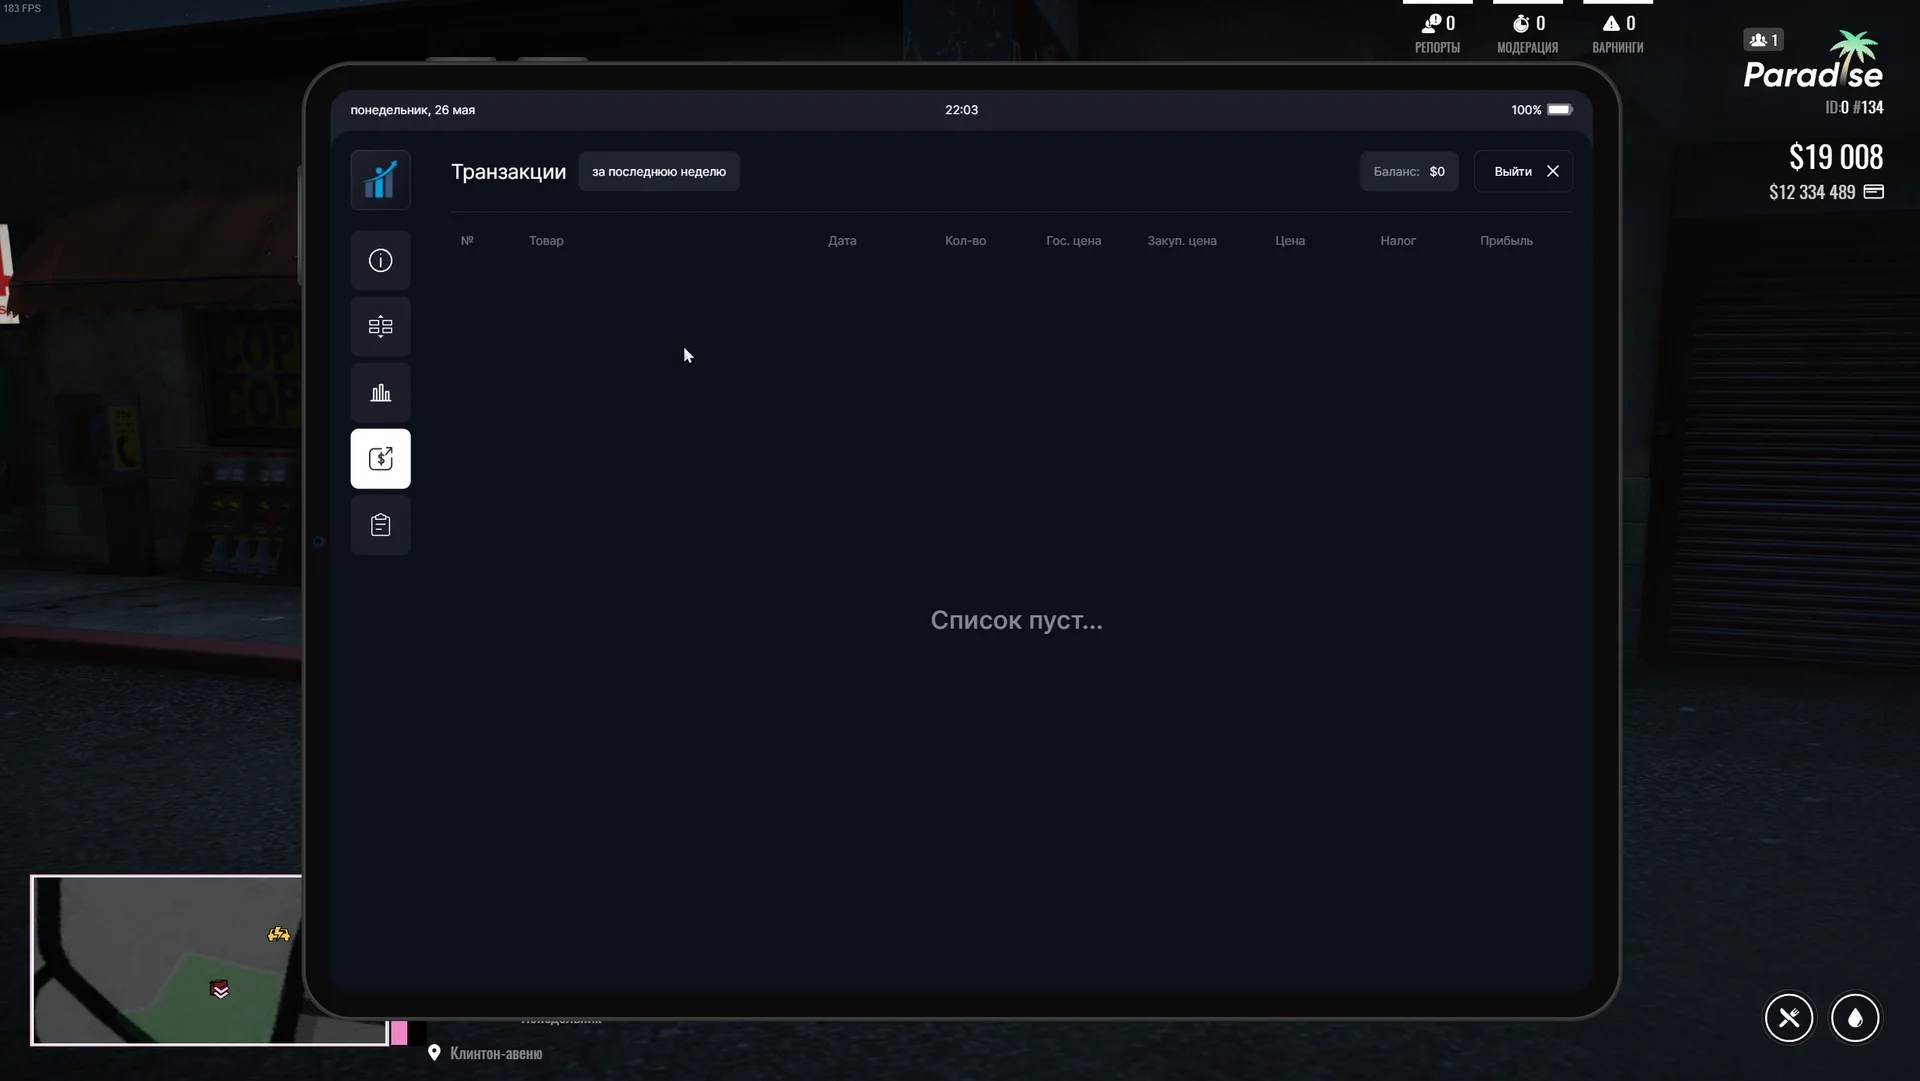 183 FPS
0 0 0
РЕПОРТЫ МОДЕРАЦИЯ ВАРНИНГИ
1
Paradise
ID:0 #134
$19 008
$12 334 489
понедельник, 26 мая 22:03 100%
Транзакции за последнюю неделю Баланс: $0 Выйти
№ Товар Дата Кол-во Гос. цена Закуп. цена Цена Налог Прибыль
Список пуст...
Клинтон-авеню